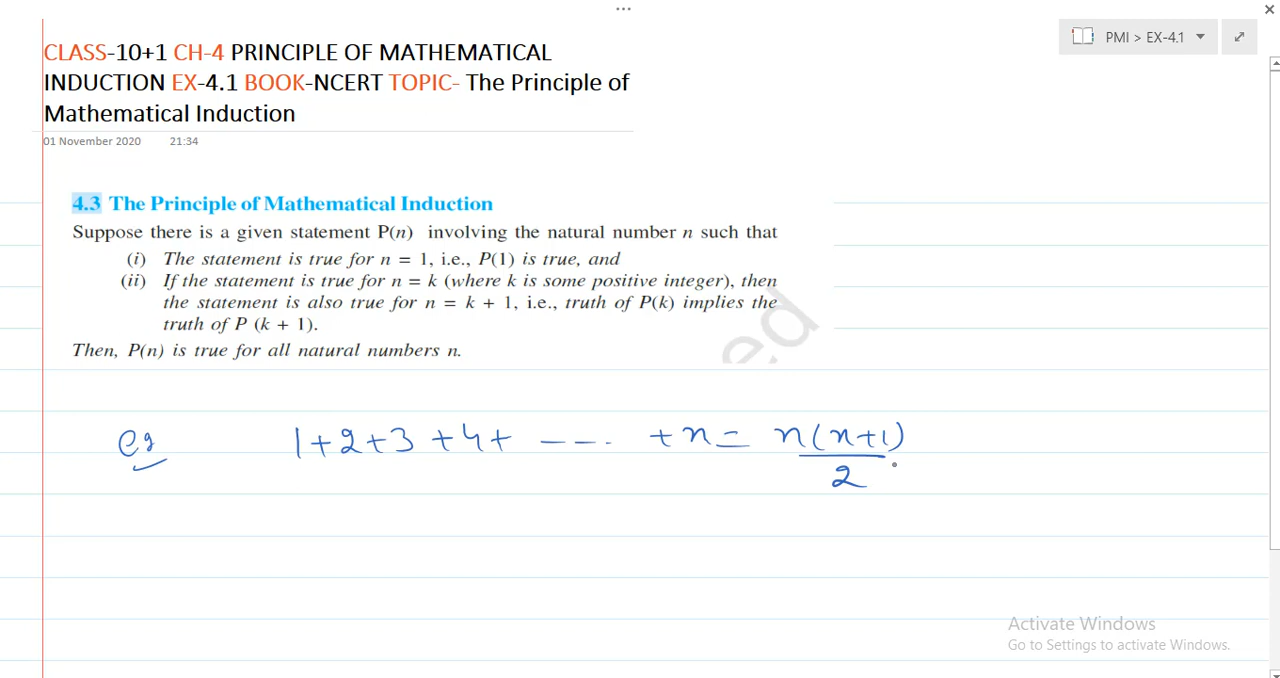 PMI > EX-4.1
CLASS-10+1 CH-4 PRINCIPLE OF MATHEMATICAL
INDUCTION EX-4.1 BOOK-NCERT TOPIC- The Principle of
Mathematical Induction
01 November 2020 21:34
4.3 The Principle of Mathematical Induction
Suppose there is a given statement P(n) involving the natural number n such that
(i) The statement is true for n = 1, i.e., P(1) is true, and
(ii) If the statement is true for n = k (where k is some positive integer), then
the statement is also true for n = k + 1, i.e., truth of P(k) implies the
truth of P (k + 1).
Then, P(n) is true for all natural numbers n.
ed
eg 1+2+3+4+ ---- +n = n(n+1)
2
Activate Windows
Go to Settings to activate Windows.